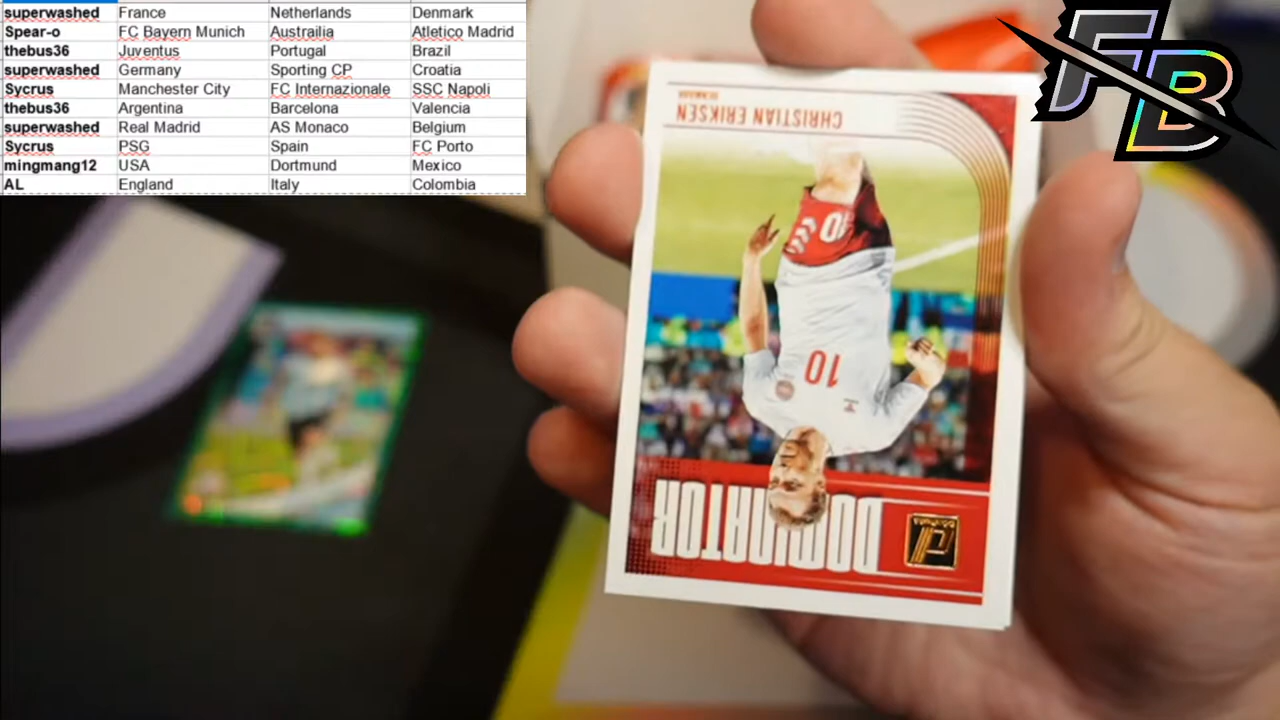 superwashed France Netherlands Denmark
Spear-o FC Bayern Munich Austrailia Atletico Madrid
thebus36 Juventus Portugal Brazil
superwashed Germany Sporting CP Croatia
Sycrus Manchester City FC Internazionale SSC Napoli
thebus36 Argentina Barcelona Valencia
superwashed Real Madrid AS Monaco Belgium
Sycrus PSG Spain FC Porto
mingmang12 USA Dortmund Mexico
AL England Italy Colombia
FB
CHRISTIAN ERIKSEN
DENMARK
10
10
DOMINATOR
DONRUSS